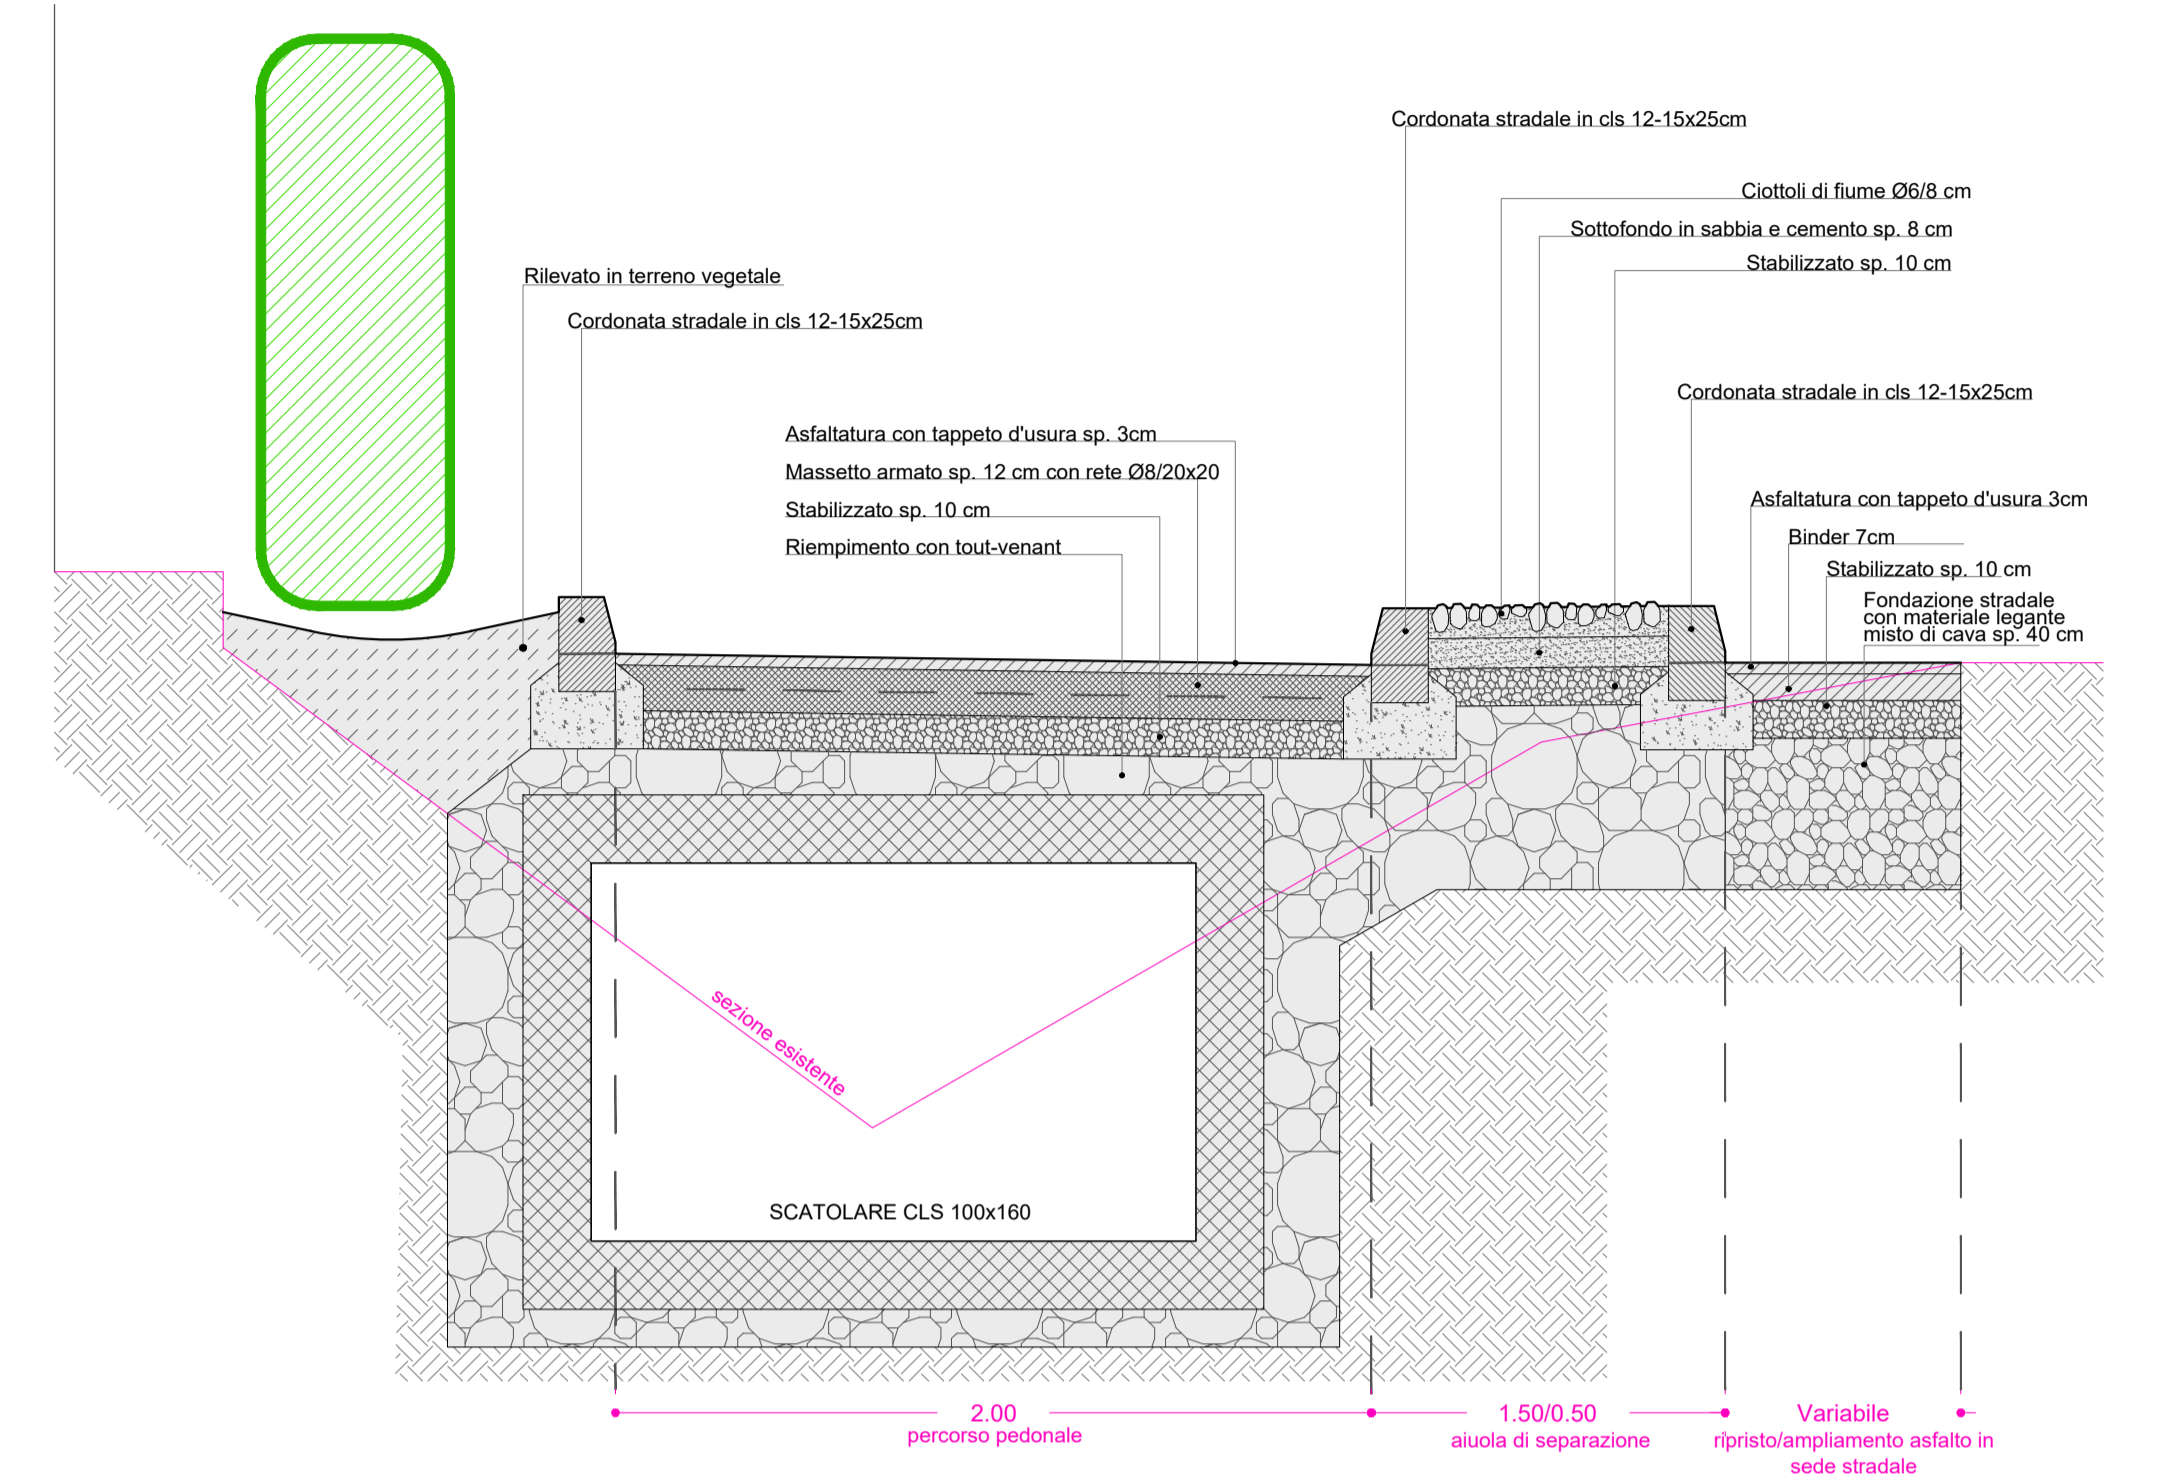 Cordonata stradale in cls 12-15x25cm
Ciottoli di fiume Ø6/8 cm
Sottofondo in sabbia e cemento sp. 8 cm
Stabilizzato sp. 10 cm
Rilevato in terreno vegetale
Cordonata stradale in cls 12-15x25cm
Cordonata stradale in cls 12-15x25cm
Asfaltatura con tappeto d'usura sp. 3cm
Massetto armato sp. 12 cm con rete Ø8/20x20
Stabilizzato sp. 10 cm
Riempimento con tout-venant
Asfaltatura con tappeto d'usura 3cm
Binder 7cm
Stabilizzato sp. 10 cm
Fondazione stradale
con materiale legante
misto di cava sp. 40 cm
sezione esistente
SCATOLARE CLS 100x160
2.00
percorso pedonale
1.50/0.50
aiuola di separazione
Variabile
ripristo/ampliamento asfalto in
sede stradale